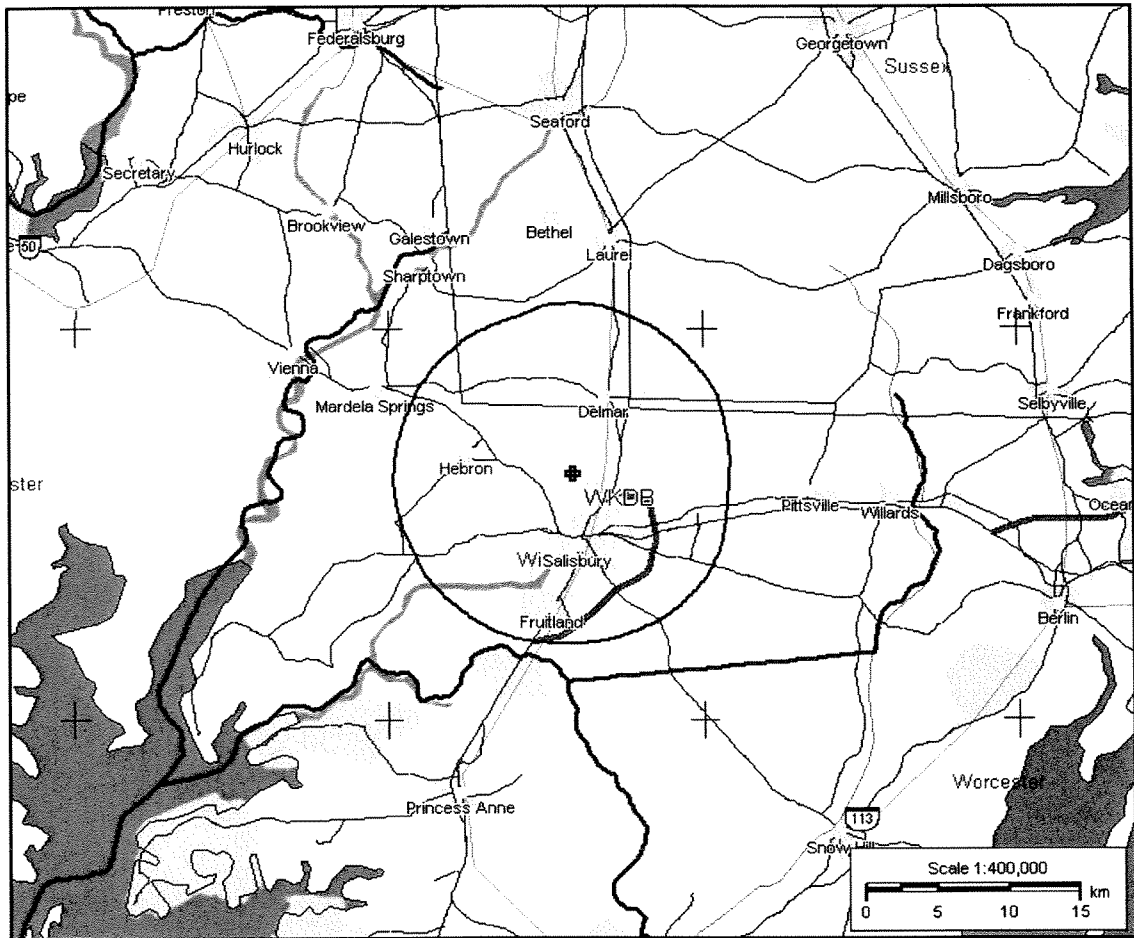 Preston
Federalsburg
Georgetown
Sussex
pe
Seaford
Hurlock
Secretary
Millsboro
Brookview
Bethel
Galestown
50
Laurel
Dagsboro
Sharptown
Frankford
Vienna
Mardela Springs
Delmar
Selbyville
Hebron
ster
WKDB
Pittsville
Willards
Ocean
WiSalisbury
Fruitland
Berlin
Worcester
Princess Anne
113
Snow Hill
Scale 1:400,000
km
0 5 10 15